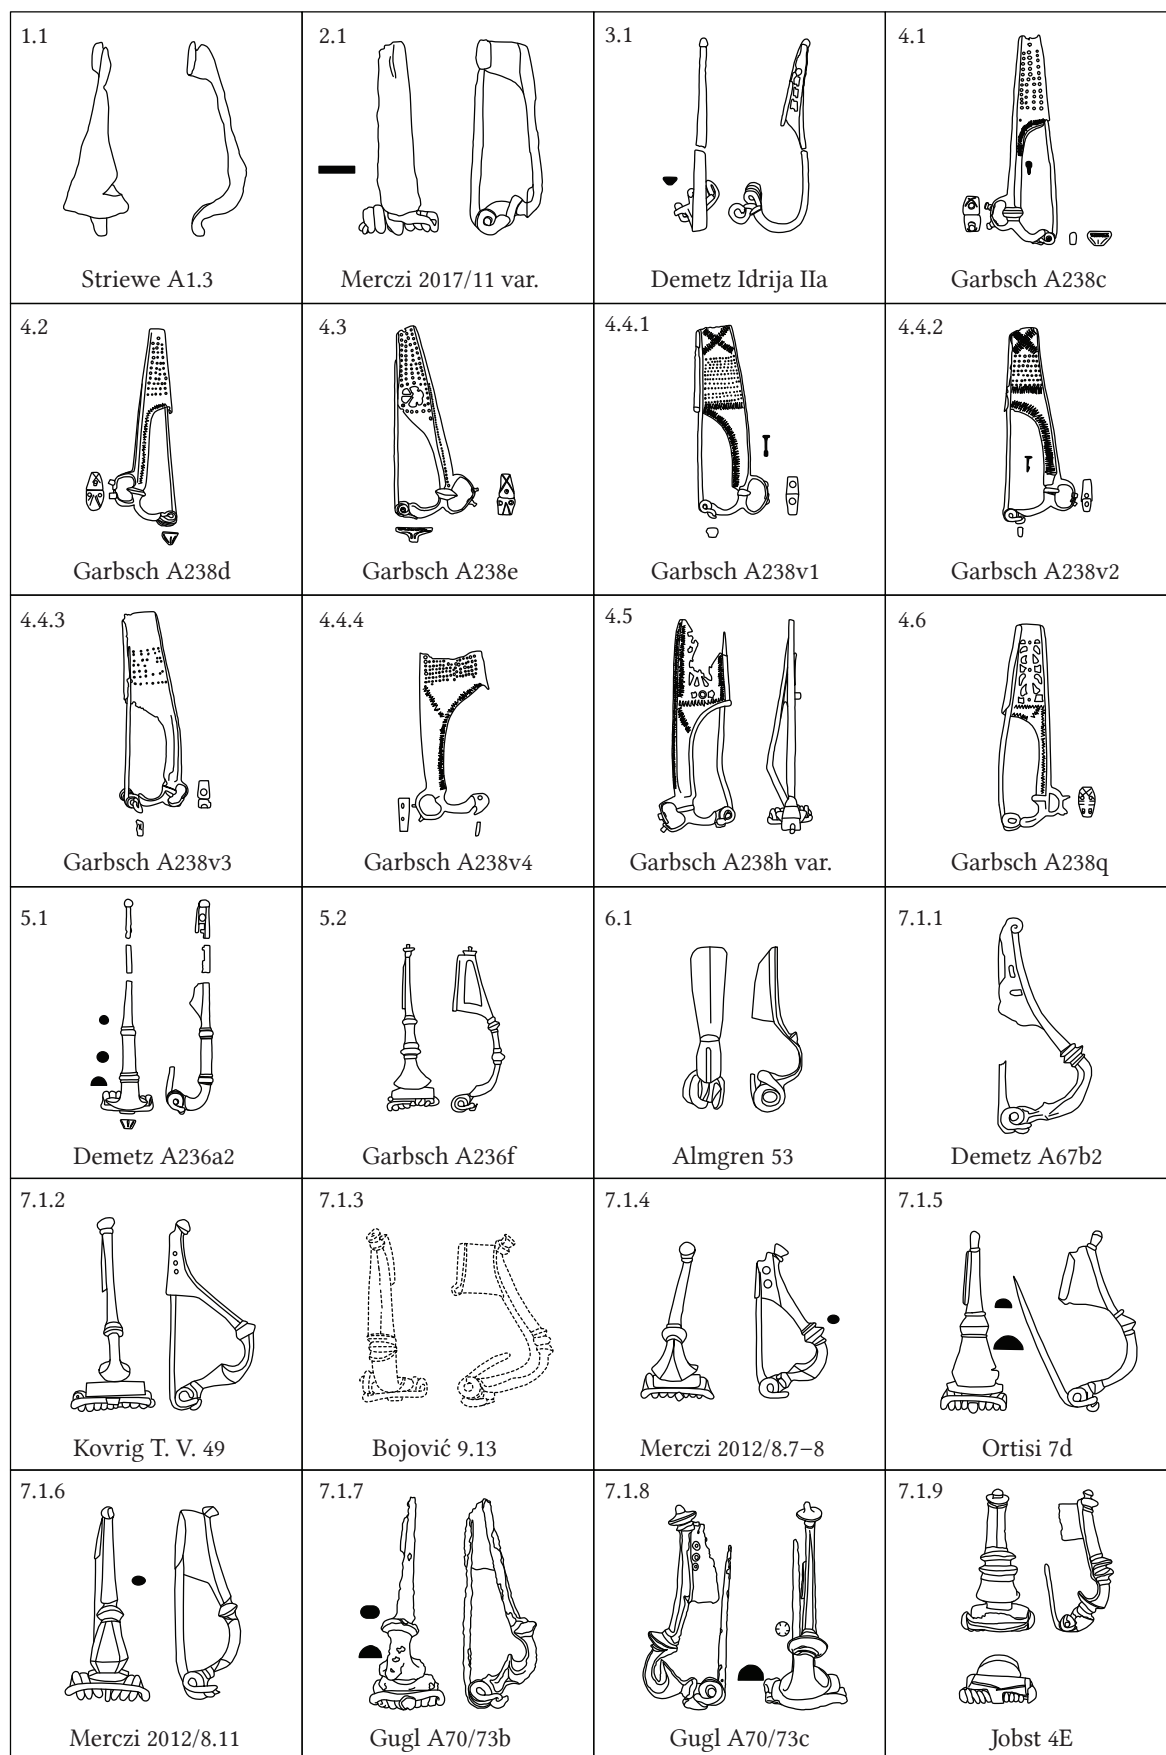 1.1
2.1
3.1
4.1
Striewe A1.3
Merczi 2017/11 var.
Demetz Idrija IIa
Garbsch A238c
4.2
4.3
4.4.1
4.4.2
Garbsch A238d
Garbsch A238e
Garbsch A238v1
Garbsch A238v2
4.4.3
4.4.4
4.5
4.6
Garbsch A238v3
Garbsch A238v4
Garbsch A238h var.
Garbsch A238q
5.1
5.2
6.1
7.1.1
Demetz A236a2
Garbsch A236f
Almgren 53
Demetz A67b2
7.1.2
7.1.3
7.1.4
7.1.5
Kovrig T. V. 49
Bojović 9.13
Merczi 2012/8.7–8
Ortisi 7d
7.1.6
7.1.7
7.1.8
7.1.9
Merczi 2012/8.11
Gugl A70/73b
Gugl A70/73c
Jobst 4E